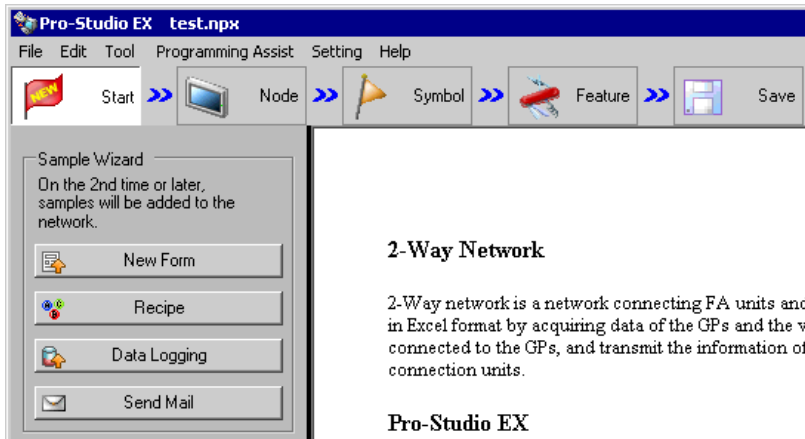 Pro-Studio EX test.npx
File Edit Tool Programming Assist Setting Help
NEW Start Node Symbol Feature Save
Sample Wizard
On the 2nd time or later,
samples will be added to the
network.
New Form
Recipe
Data Logging
Send Mail
2-Way Network
2-Way network is a network connecting FA units and
in Excel format by acquiring data of the GPs and the
connected to the GPs, and transmit the information of
connection units.
Pro-Studio EX